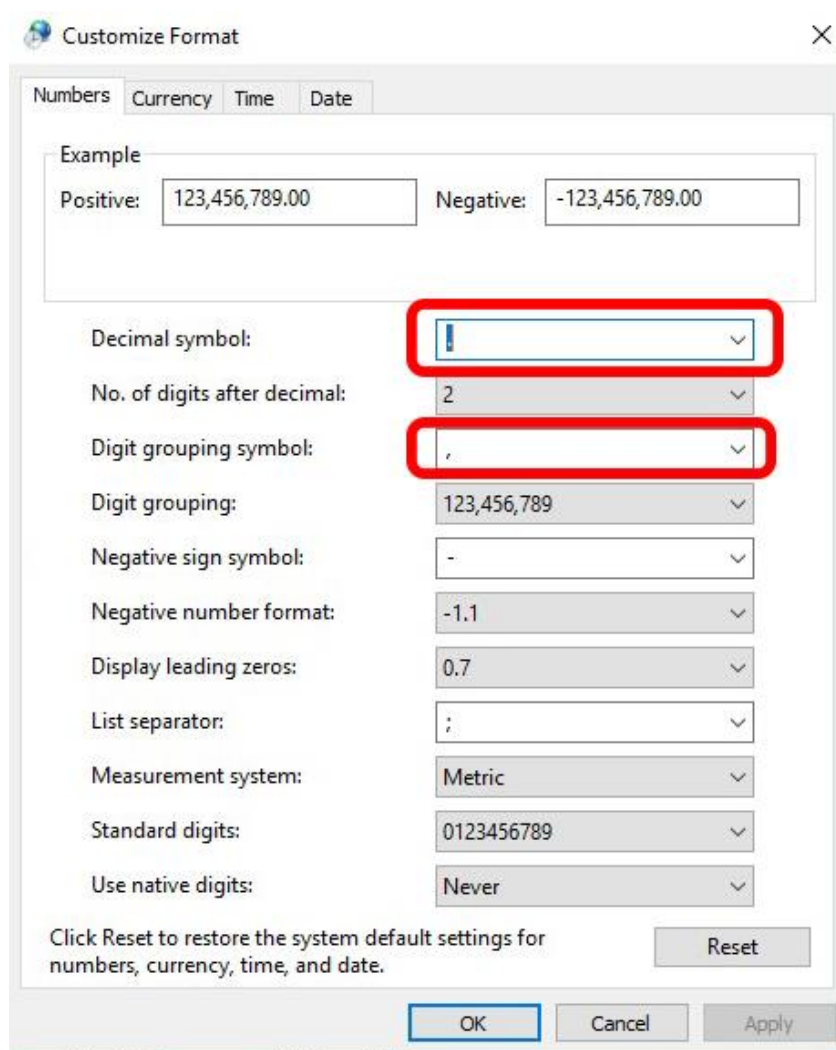 Customize Format
Numbers Currency Time Date
Example
Positive: 123,456,789.00 Negative: -123,456,789.00
Decimal symbol: .
No. of digits after decimal: 2
Digit grouping symbol: ,
Digit grouping: 123,456,789
Negative sign symbol: -
Negative number format: -1.1
Display leading zeros: 0.7
List separator: ;
Measurement system: Metric
Standard digits: 0123456789
Use native digits: Never
Click Reset to restore the system default settings for
numbers, currency, time, and date.
Reset
OK Cancel Apply